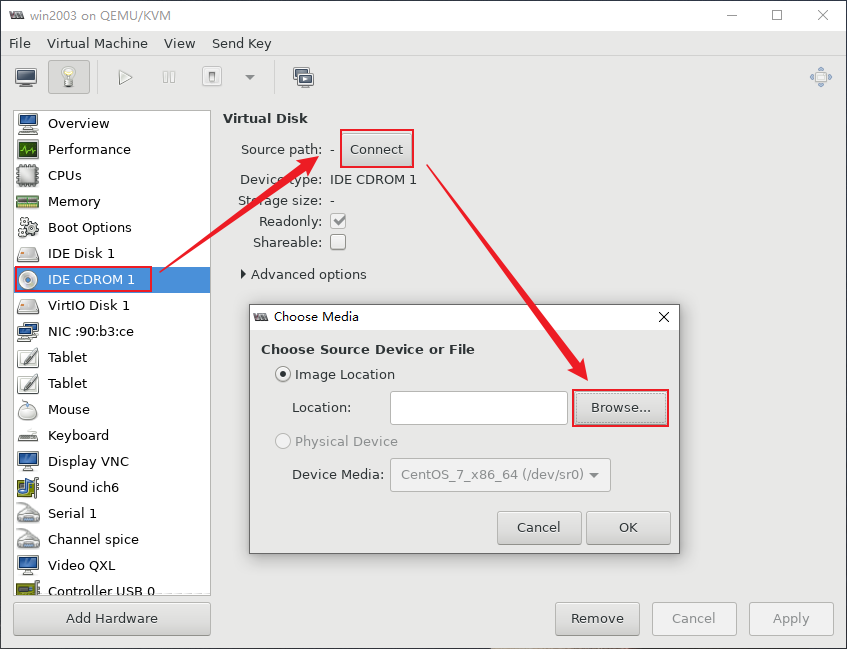 win2003 on QEMU/KVM
File Virtual Machine View Send Key
Overview
Performance
CPUs
Memory
Boot Options
IDE Disk 1
IDE CDROM 1
VirtIO Disk 1
NIC :90:b3:ce
Tablet
Tablet
Mouse
Keyboard
Display VNC
Sound ich6
Serial 1
Channel spice
Video QXL
Controller USB 0
Add Hardware
Virtual Disk
Source path: - Connect
Device type: IDE CDROM 1
Storage size: -
Readonly:
Shareable:
Advanced options
Choose Media
Choose Source Device or File
Image Location
Location: Browse...
Physical Device
Device Media: CentOS_7_x86_64 (/dev/sr0)
Cancel OK
Remove Cancel Apply